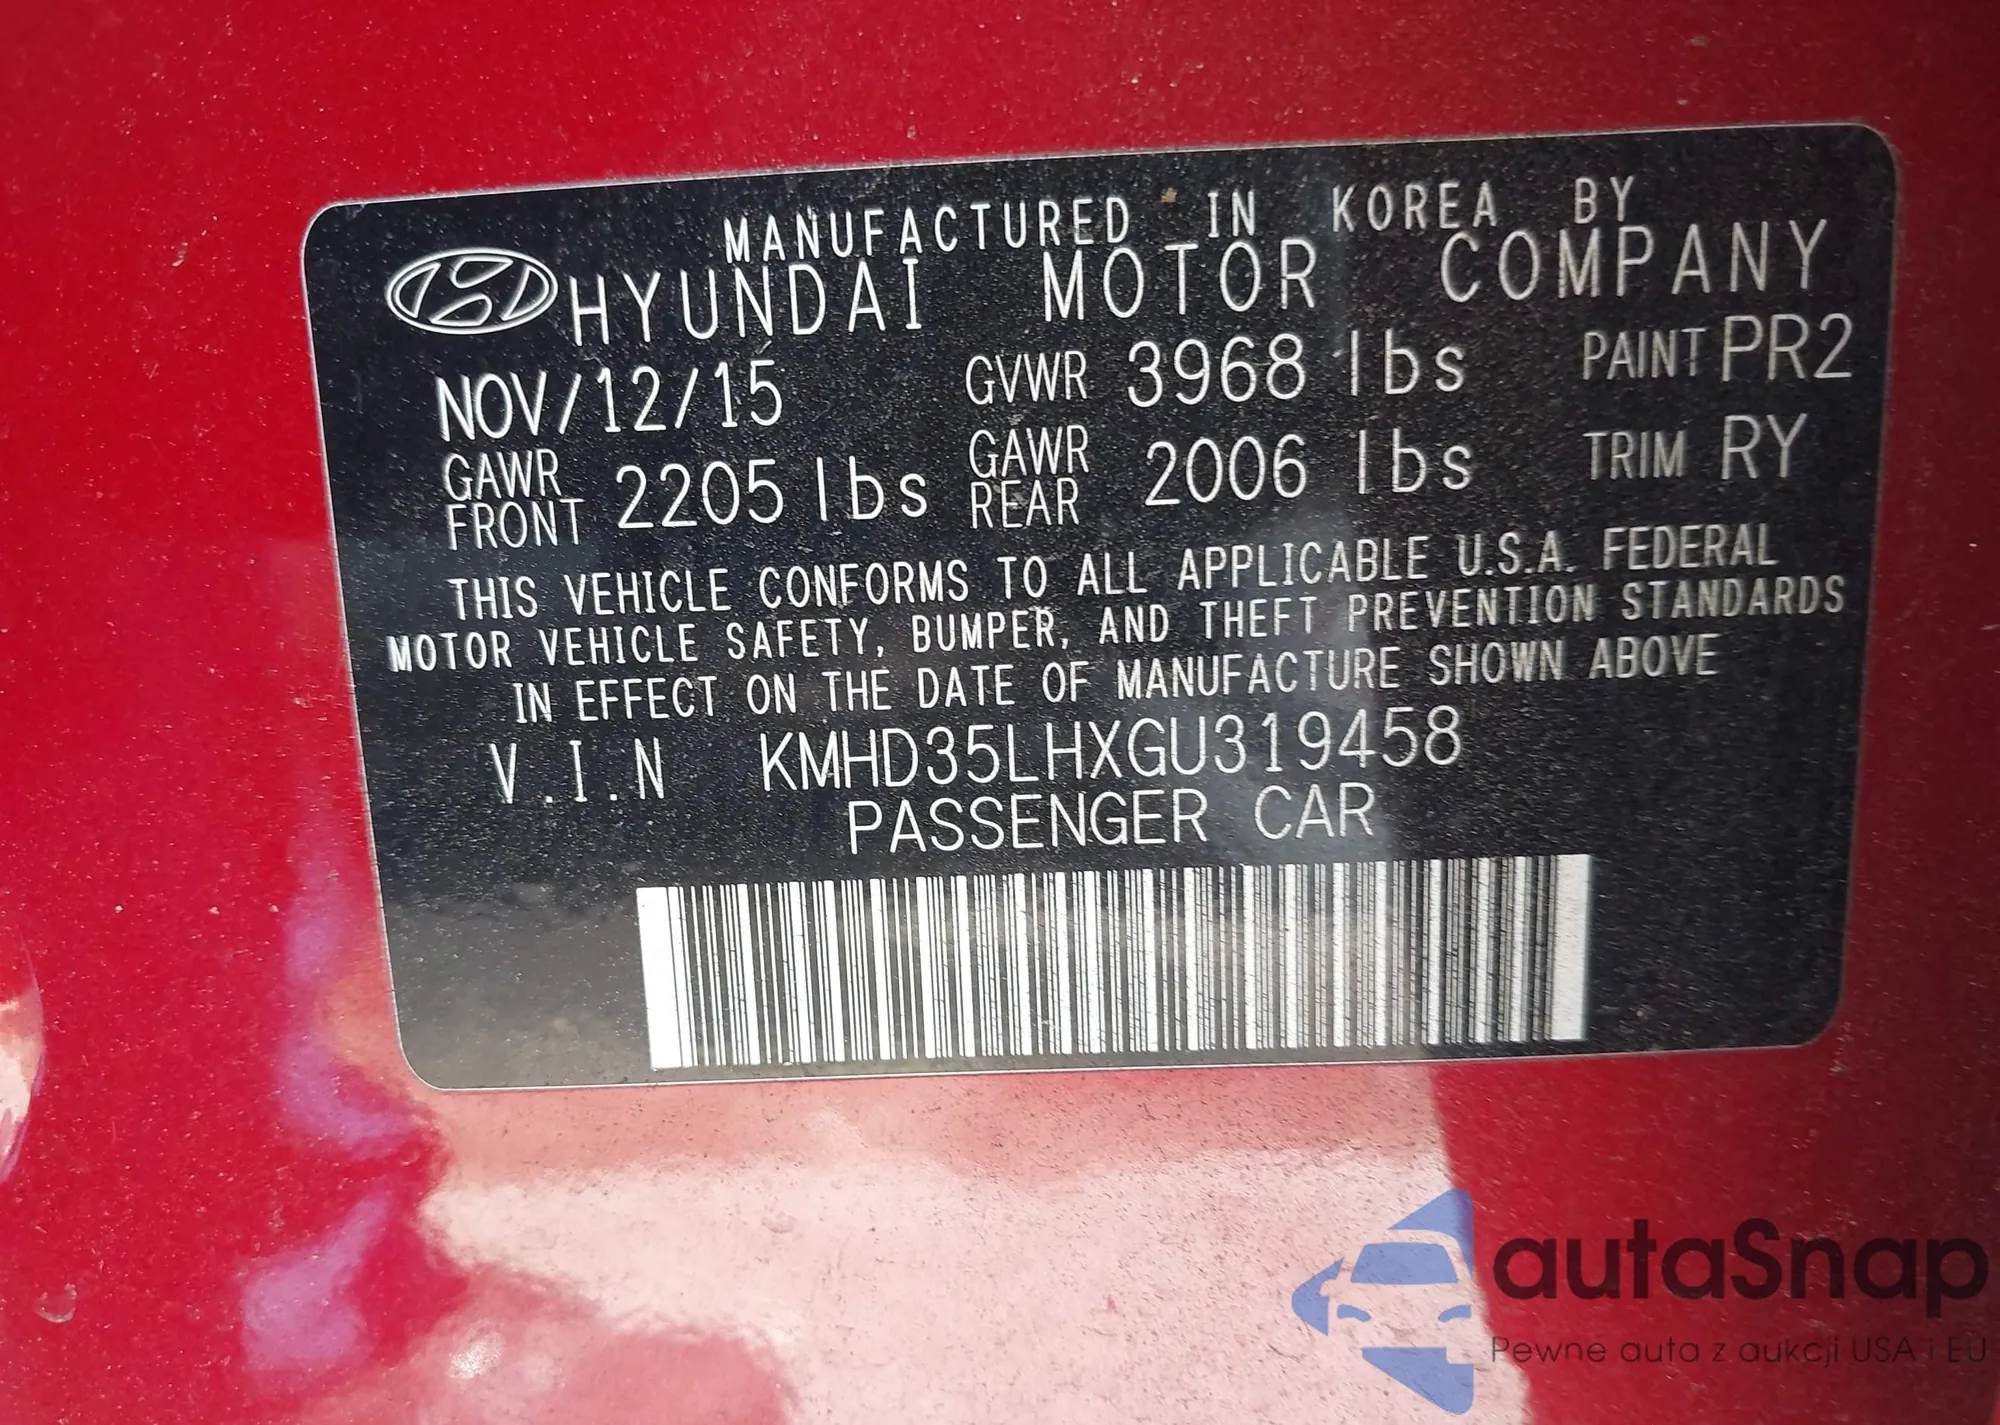 MANUFACTURED IN KOREA BY
HYUNDAI MOTOR COMPANY
NOV/12/15 GVWR 3968 lbs PAINT PR2
GAWR FRONT 2205 lbs GAWR REAR 2006 lbs TRIM RY
THIS VEHICLE CONFORMS TO ALL APPLICABLE U.S.A. FEDERAL
MOTOR VEHICLE SAFETY, BUMPER, AND THEFT PREVENTION STANDARDS
IN EFFECT ON THE DATE OF MANUFACTURE SHOWN ABOVE
V.I.N KMHD35LHXGU319458
PASSENGER CAR
autaSnap
Pewne auta z aukcji USA i EU